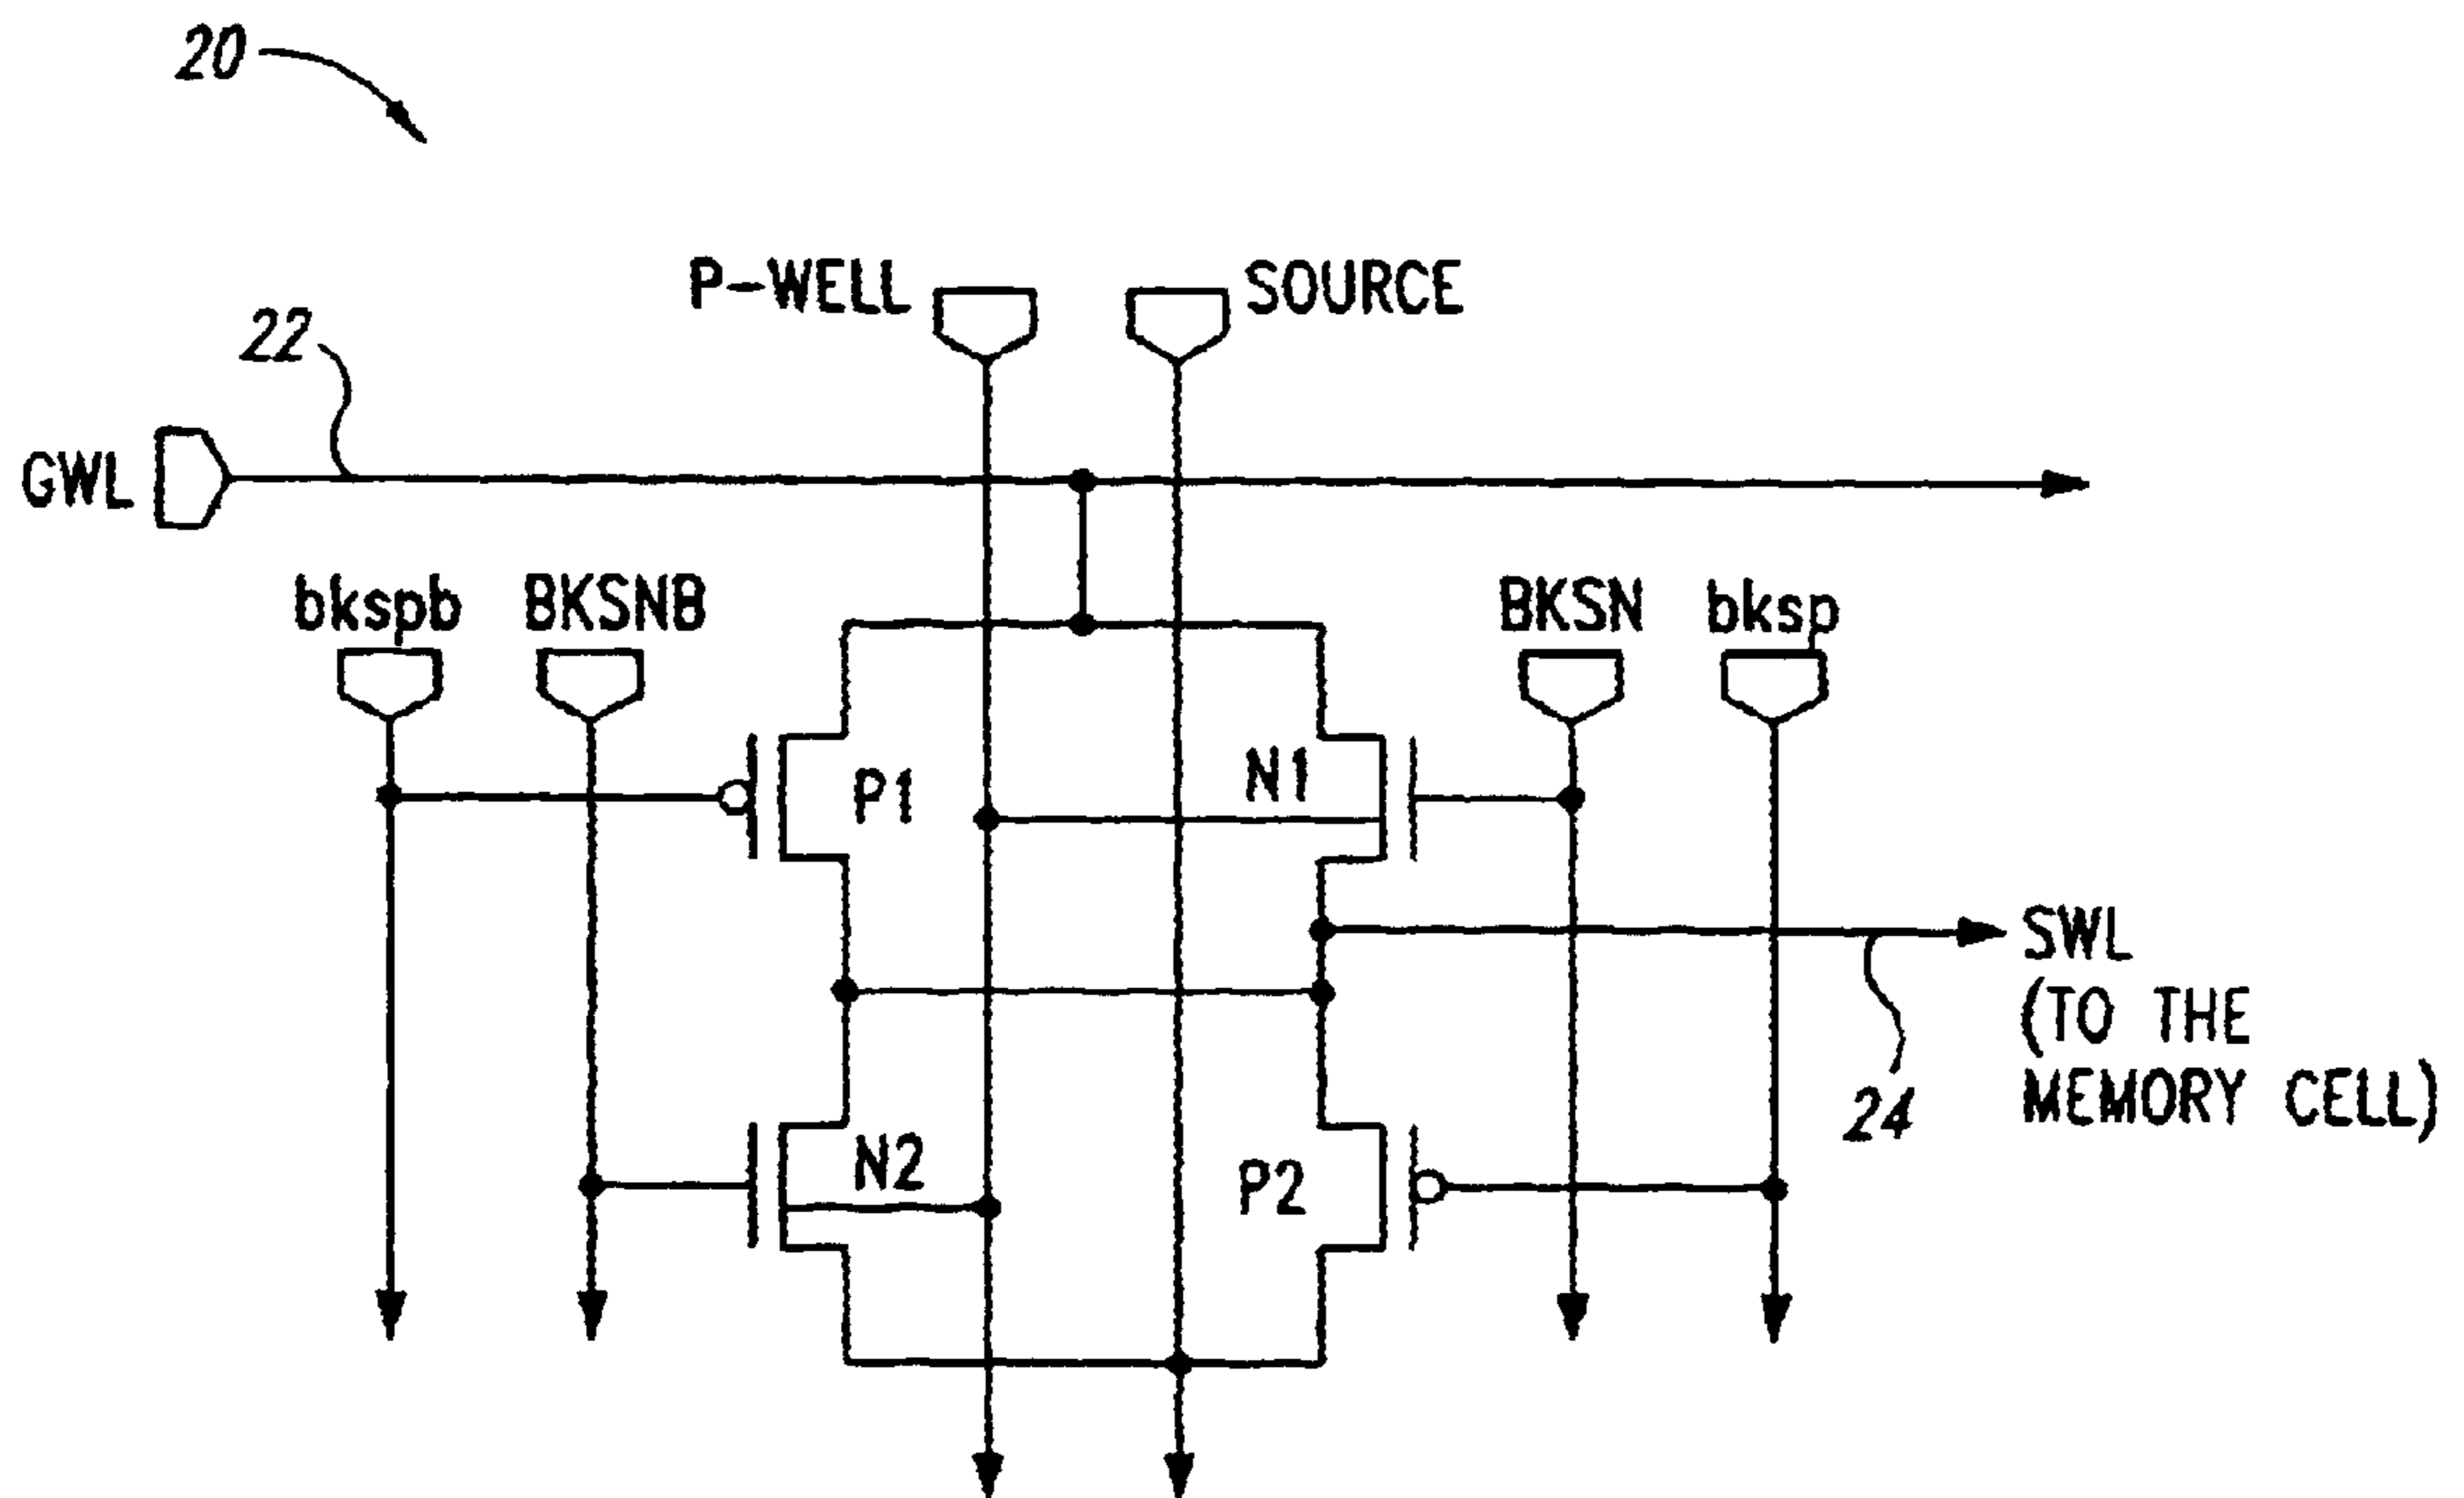 20
P-WELL
SOURCE
22
GWL
bkspb
BKSNB
BKSN
bksp
P1
N1
SWL
(TO THE
MEMORY CELL)
24
N2
P2